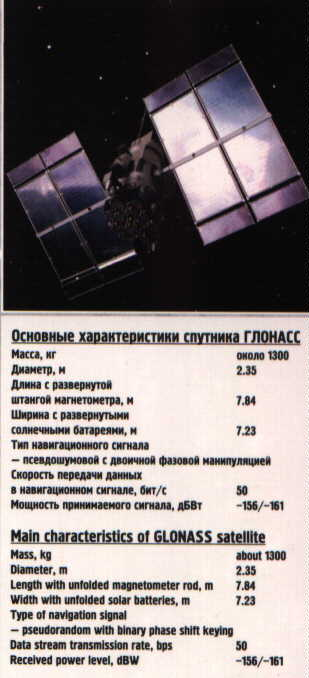 Основные характеристики спутника ГЛОНАСС
Масса, кг около 1300
Диаметр, м 2.35
Длина с развернутой
штангой магнетометра, м 7.84
Ширина с развернутыми
солнечными батареями, м 7.23
Тип навигационного сигнала
— псевдошумовой с двоичной фазовой манипуляцией
Скорость передачи данных
в навигационном сигнале, бит/с 50
Мощность принимаемого сигнала, дБВт –156/–161
Main characteristics of GLONASS satellite
Mass, kg about 1300
Diameter, m 2.35
Length with unfolded magnetometer rod, m 7.84
Width with unfolded solar batteries, m 7.23
Type of navigation signal
— pseudorandom with binary phase shift keying
Data stream transmission rate, bps 50
Received power level, dBW –156/–161